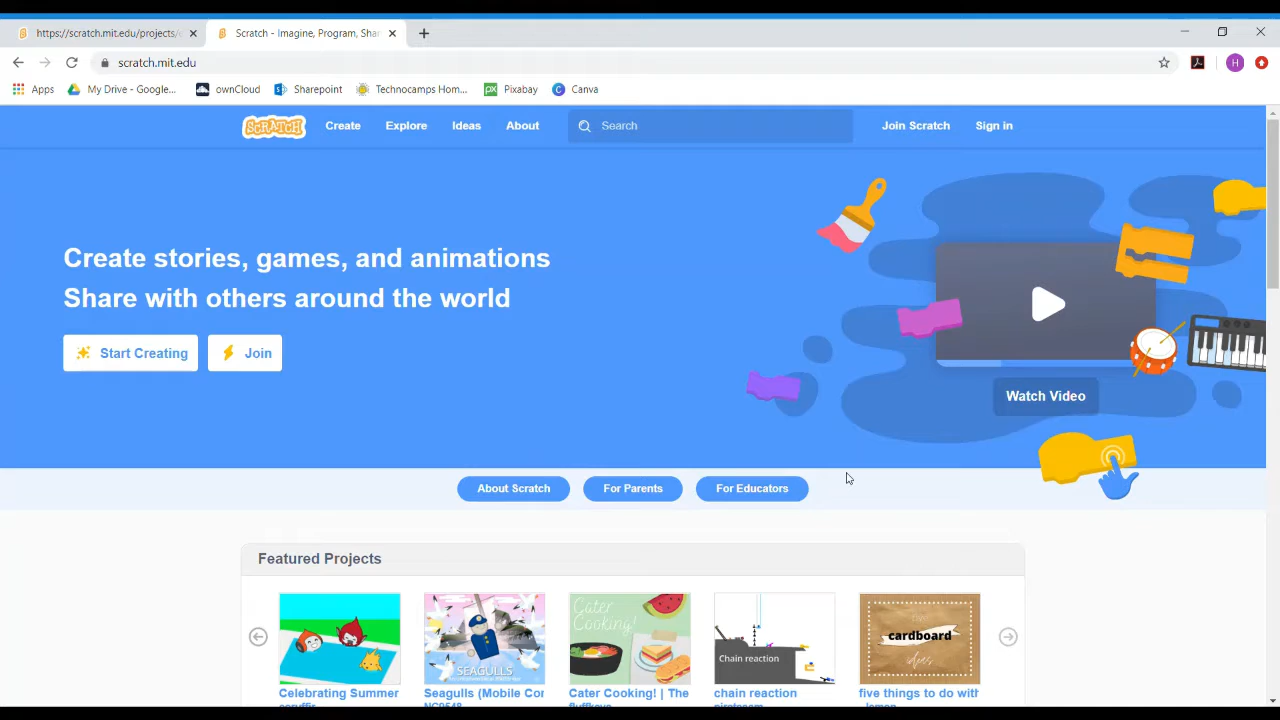 https://scratch.mit.edu/projects/
Scratch - Imagine, Program, Shar
scratch.mit.edu
H
Apps
My Drive - Google...
ownCloud
Sharepoint
Technocamps Hom...
px
Pixabay
C
Canva
SCRATCH
Create
Explore
Ideas
About
Search
Join Scratch
Sign in
Create stories, games, and animations
Share with others around the world
Start Creating
Join
Watch Video
About Scratch
For Parents
For Educators
Featured Projects
Cater
Cooking!
SEAGULLS
Chain reaction
cardboard
Celebrating Summer
Seagulls (Mobile Con
Cater Cooking! | The
chain reaction
five things to do with